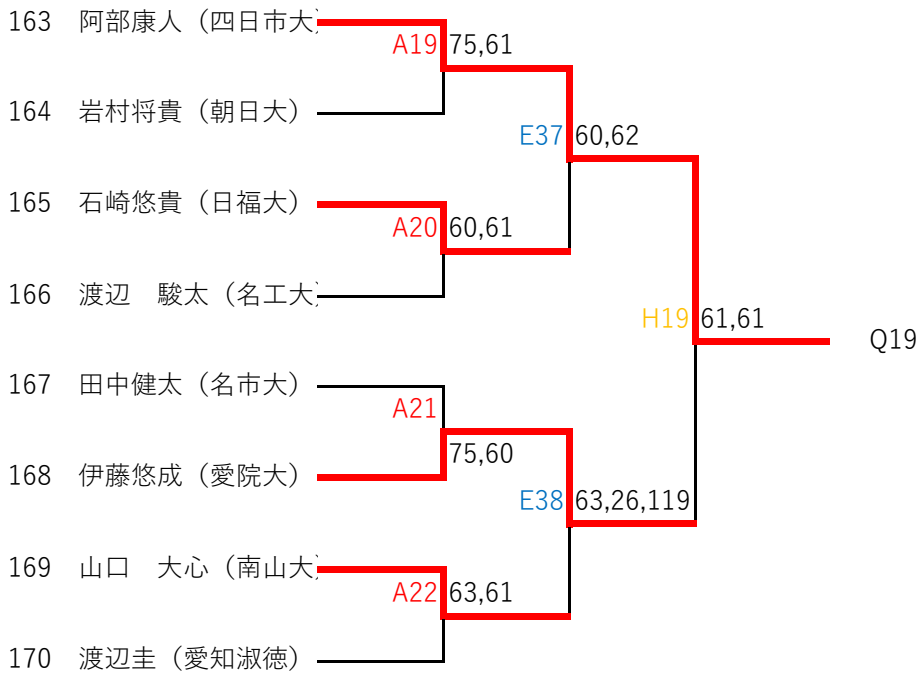 163 阿部康人（四日市大）
A19 75,61
164 岩村将貴（朝日大）
E37 60,62
165 石崎悠貴（日福大）
A20 60,61
166 渡辺　駿太（名工大）
H19 61,61
Q19
167 田中健太（名市大）
A21
75,60
168 伊藤悠成（愛院大）
E38 63,26,119
169 山口　大心（南山大）
A22 63,61
170 渡辺圭（愛知淑徳）